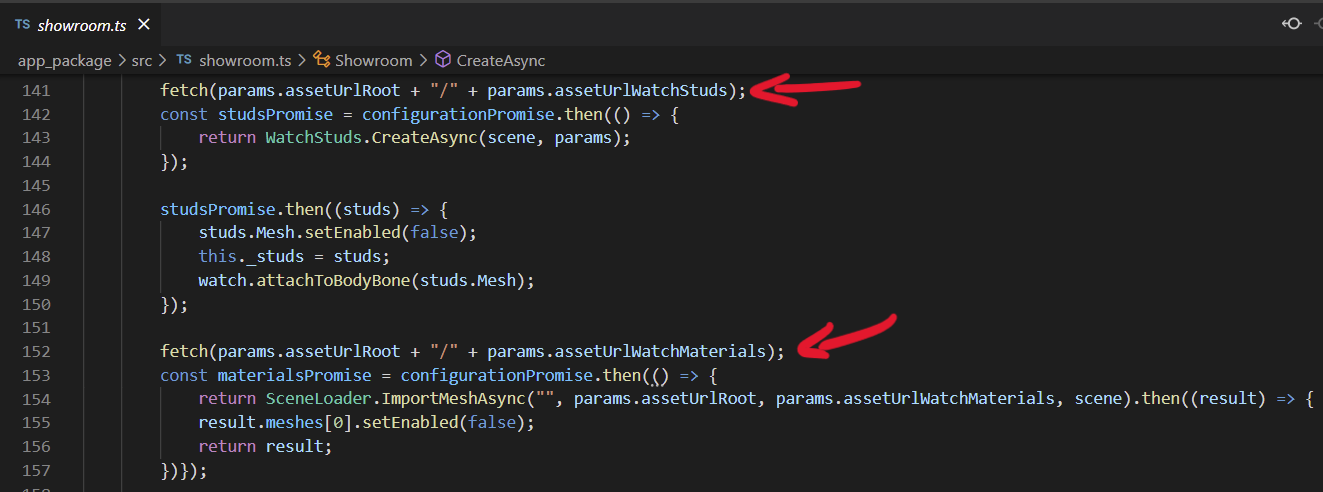 TS showroom.ts ×
app_package > src > TS showroom.ts > Showroom > CreateAsync
141 fetch(params.assetUrlRoot + "/" + params.assetUrlWatchStuds);
142 const studsPromise = configurationPromise.then(() => {
143 return WatchStuds.CreateAsync(scene, params);
144 });
145
146 studsPromise.then((studs) => {
147 studs.Mesh.setEnabled(false);
148 this._studs = studs;
149 watch.attachToBodyBone(studs.Mesh);
150 });
151
152 fetch(params.assetUrlRoot + "/" + params.assetUrlWatchMaterials);
153 const materialsPromise = configurationPromise.then(() => {
154 return SceneLoader.ImportMeshAsync("", params.assetUrlRoot, params.assetUrlWatchMaterials, scene).then((result) => {
155 result.meshes[0].setEnabled(false);
156 return result;
157 })});